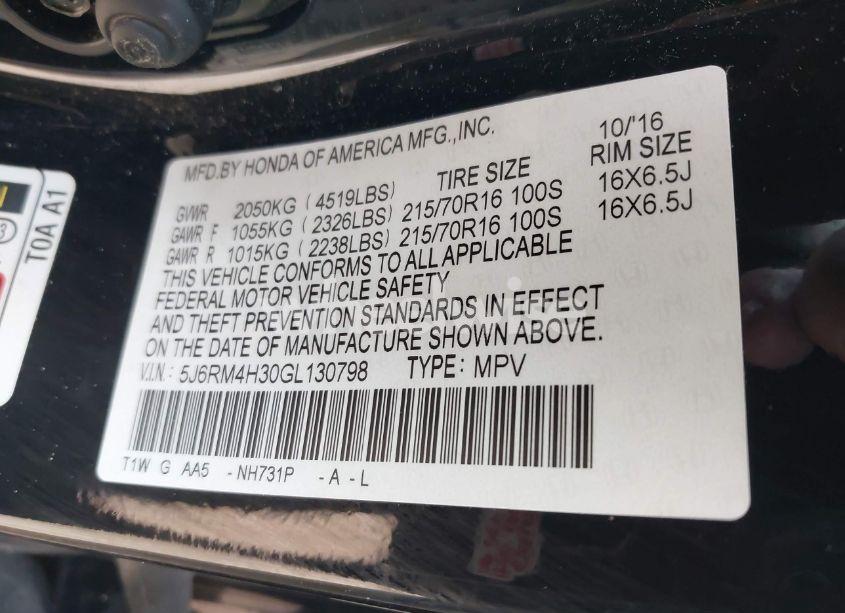 MFD.BY HONDA OF AMERICA MFG.,INC. 10/'16
TIRE SIZE RIM SIZE
GVWR 2050KG (4519LBS)
GAWR F 1055KG (2326LBS) 215/70R16 100S 16X6.5J
GAWR R 1015KG (2238LBS) 215/70R16 100S 16X6.5J
THIS VEHICLE CONFORMS TO ALL APPLICABLE
FEDERAL MOTOR VEHICLE SAFETY
AND THEFT PREVENTION STANDARDS IN EFFECT
ON THE DATE OF MANUFACTURE SHOWN ABOVE.
V.I.N.: 5J6RM4H30GL130798 TYPE: MPV
T1W G AA5 -NH731P -A -L
T0A A1